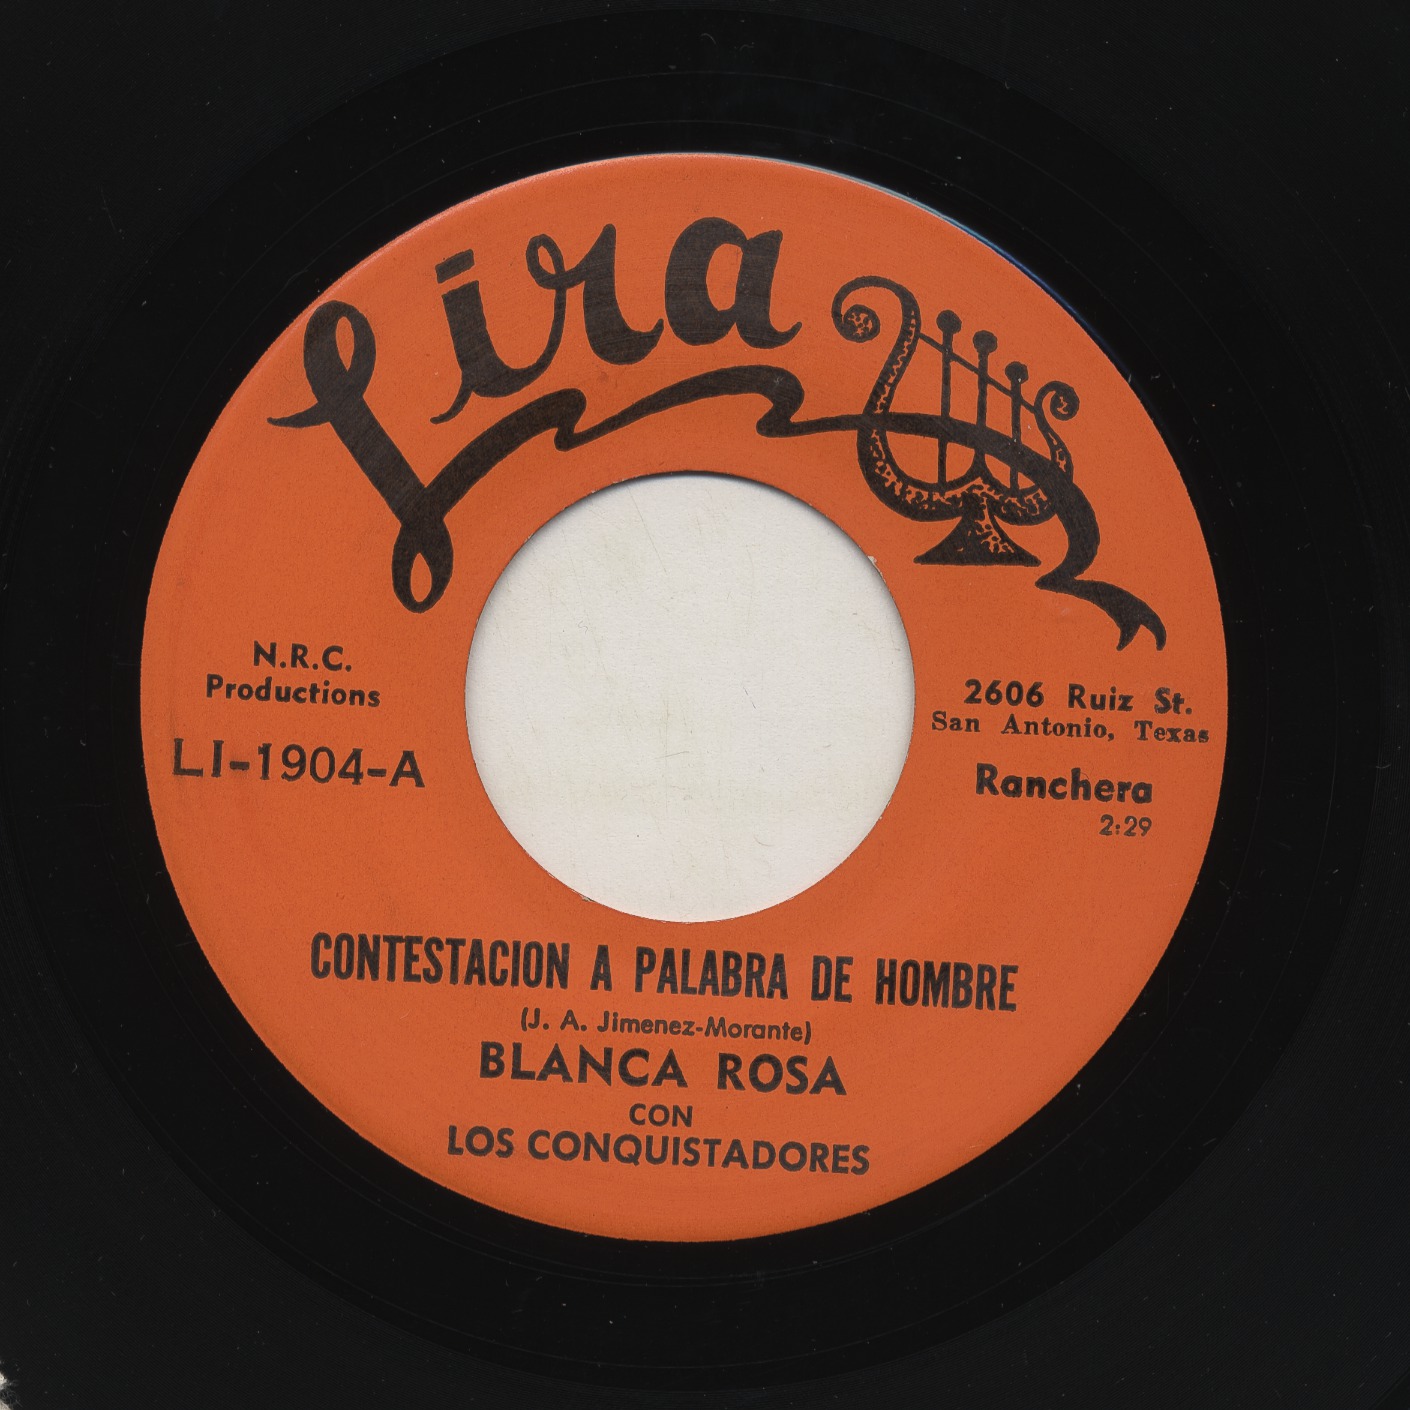 Lira
N.R.C.
Productions
LI-1904-A
2606 Ruiz St.
San Antonio, Texas
Ranchera
2:29
CONTESTACION A PALABRA DE HOMBRE
(J. A. Jimenez-Morante)
BLANCA ROSA
CON
LOS CONQUISTADORES